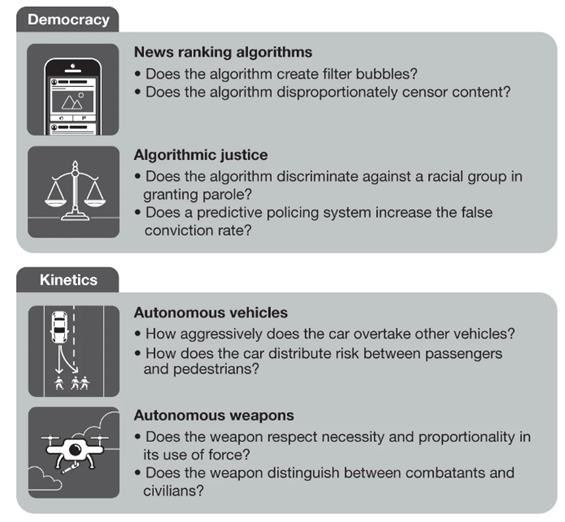 Democracy
News ranking algorithms
• Does the algorithm create filter bubbles?
• Does the algorithm disproportionately censor content?
Algorithmic justice
• Does the algorithm discriminate against a racial group in
granting parole?
• Does a predictive policing system increase the false
conviction rate?
Kinetics
Autonomous vehicles
• How aggressively does the car overtake other vehicles?
• How does the car distribute risk between passengers
and pedestrians?
Autonomous weapons
• Does the weapon respect necessity and proportionality in
its use of force?
• Does the weapon distinguish between combatants and
civilians?